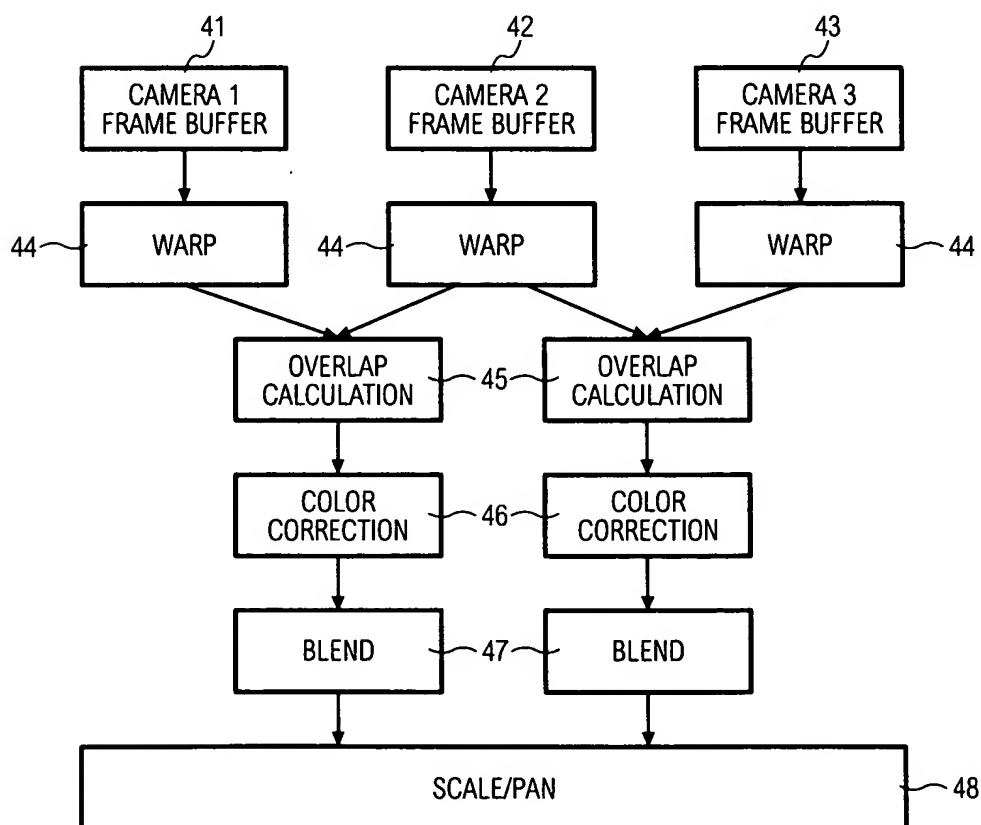 41
42
43
CAMERA 1
FRAME BUFFER
CAMERA 2
FRAME BUFFER
CAMERA 3
FRAME BUFFER
44
WARP
44
WARP
WARP
44
OVERLAP
CALCULATION
45
OVERLAP
CALCULATION
COLOR
CORRECTION
46
COLOR
CORRECTION
BLEND
47
BLEND
SCALE/PAN
48